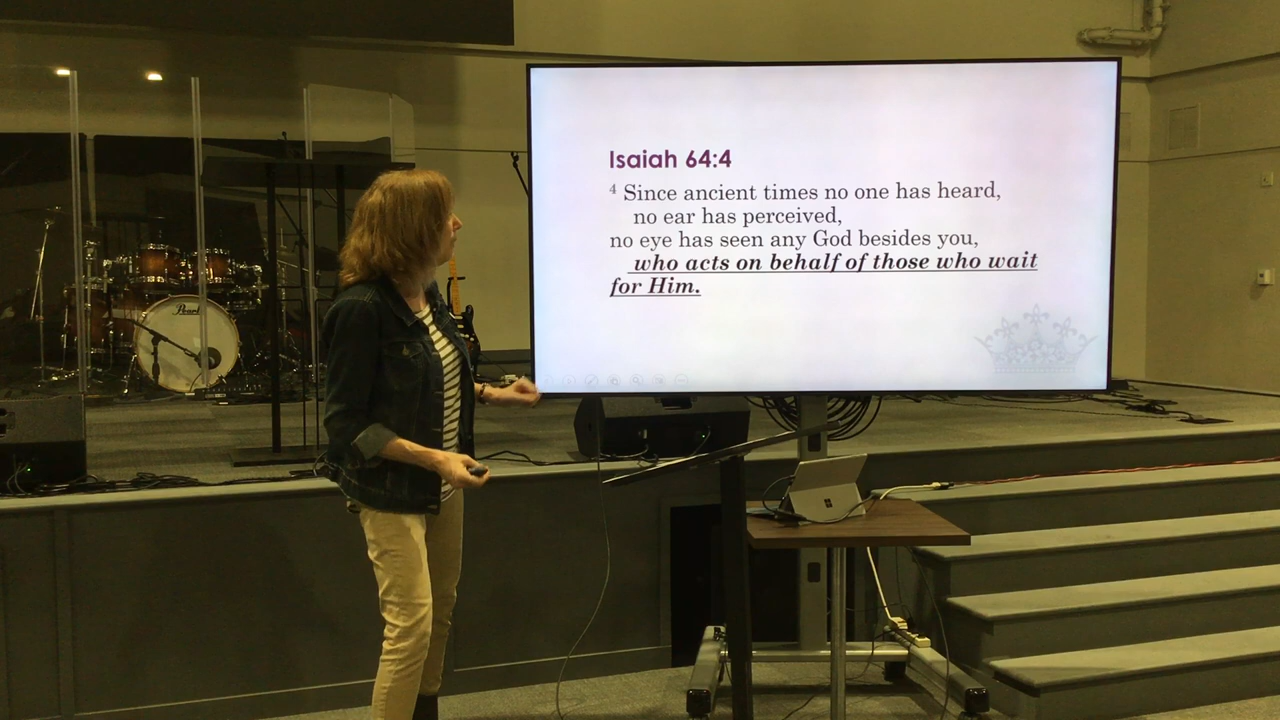 Isaiah 64:4
4 Since ancient times no one has heard,
no ear has perceived,
no eye has seen any God besides you,
who acts on behalf of those who wait
for Him.
Pearl